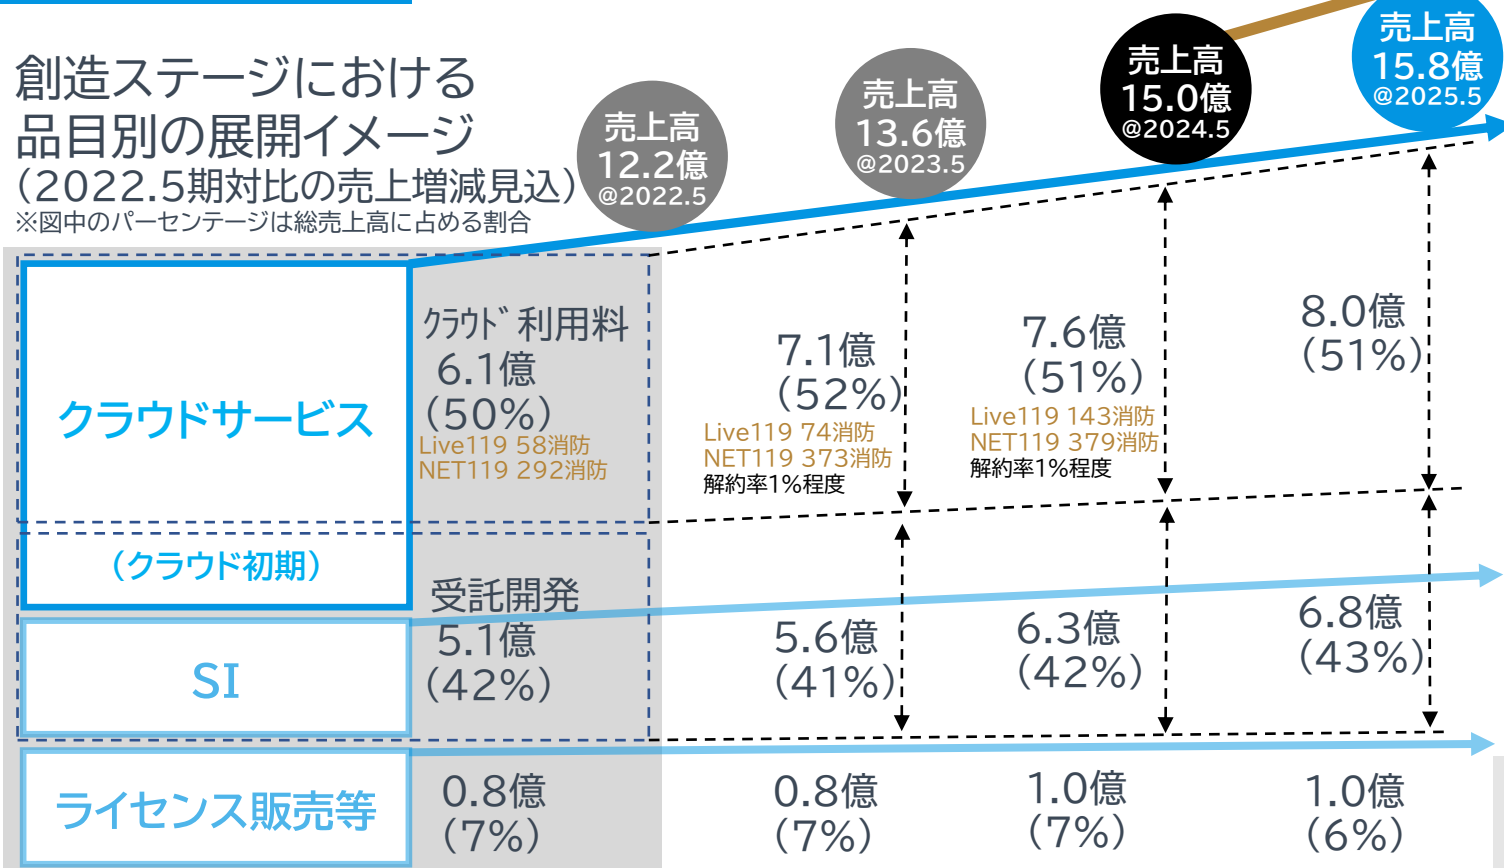 創造ステージにおける
品目別の展開イメージ
(2022.5期対比の売上増減見込)
※図中のパーセンテージは総売上高に占める割合
売上高
12.2億
@2022.5
売上高
13.6億
@2023.5
売上高
15.0億
@2024.5
売上高
15.8億
@2025.5
クラウドサービス
(クラウド初期)
SI
ライセンス販売等
クラウド利用料
6.1億
(50%)
Live119 58消防
NET119 292消防
7.1億
(52%)
Live119 74消防
NET119 373消防
解約率1%程度
7.6億
(51%)
Live119 143消防
NET119 379消防
解約率1%程度
8.0億
(51%)
受託開発
5.1億
(42%)
5.6億
(41%)
6.3億
(42%)
6.8億
(43%)
0.8億
(7%)
0.8億
(7%)
1.0億
(7%)
1.0億
(6%)